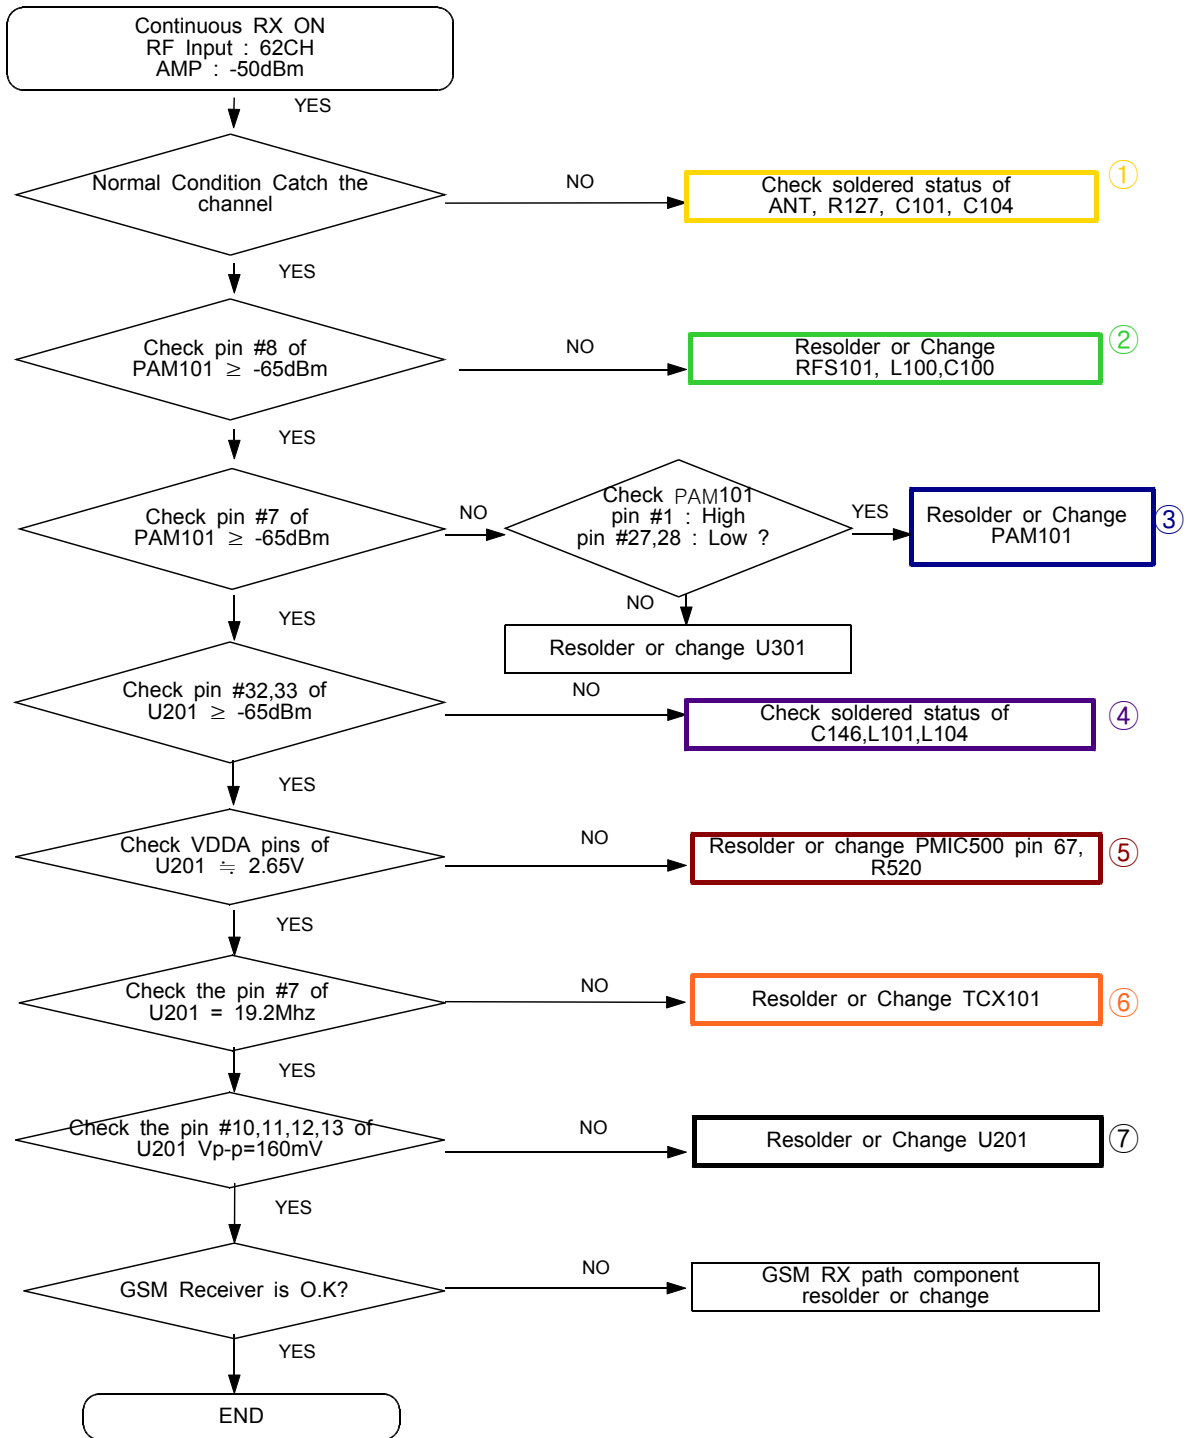 Continuous RX ON
RF Input : 62CH
AMP : -50dBm
YES
Normal Condition Catch the
channel
NO
Check soldered status of
ANT, R127, C101, C104
①
YES
Check pin #8 of
PAM101 ≥ -65dBm
NO
Resolder or Change
RFS101, L100,C100
②
YES
Check pin #7 of
PAM101 ≥ -65dBm
NO
Check PAM101
pin #1 : High
pin #27,28 : Low ?
YES
Resolder or Change
PAM101
③
NO
Resolder or change U301
YES
Check pin #32,33 of
U201 ≥ -65dBm
NO
Check soldered status of
C146,L101,L104
④
YES
Check VDDA pins of
U201 ≒ 2.65V
NO
Resolder or change PMIC500 pin 67,
R520
⑤
YES
Check the pin #7 of
U201 = 19.2Mhz
NO
Resolder or Change TCX101
⑥
YES
Check the pin #10,11,12,13 of
U201 Vp-p=160mV
NO
Resolder or Change U201
⑦
YES
GSM Receiver is O.K?
NO
GSM RX path component
resolder or change
YES
END